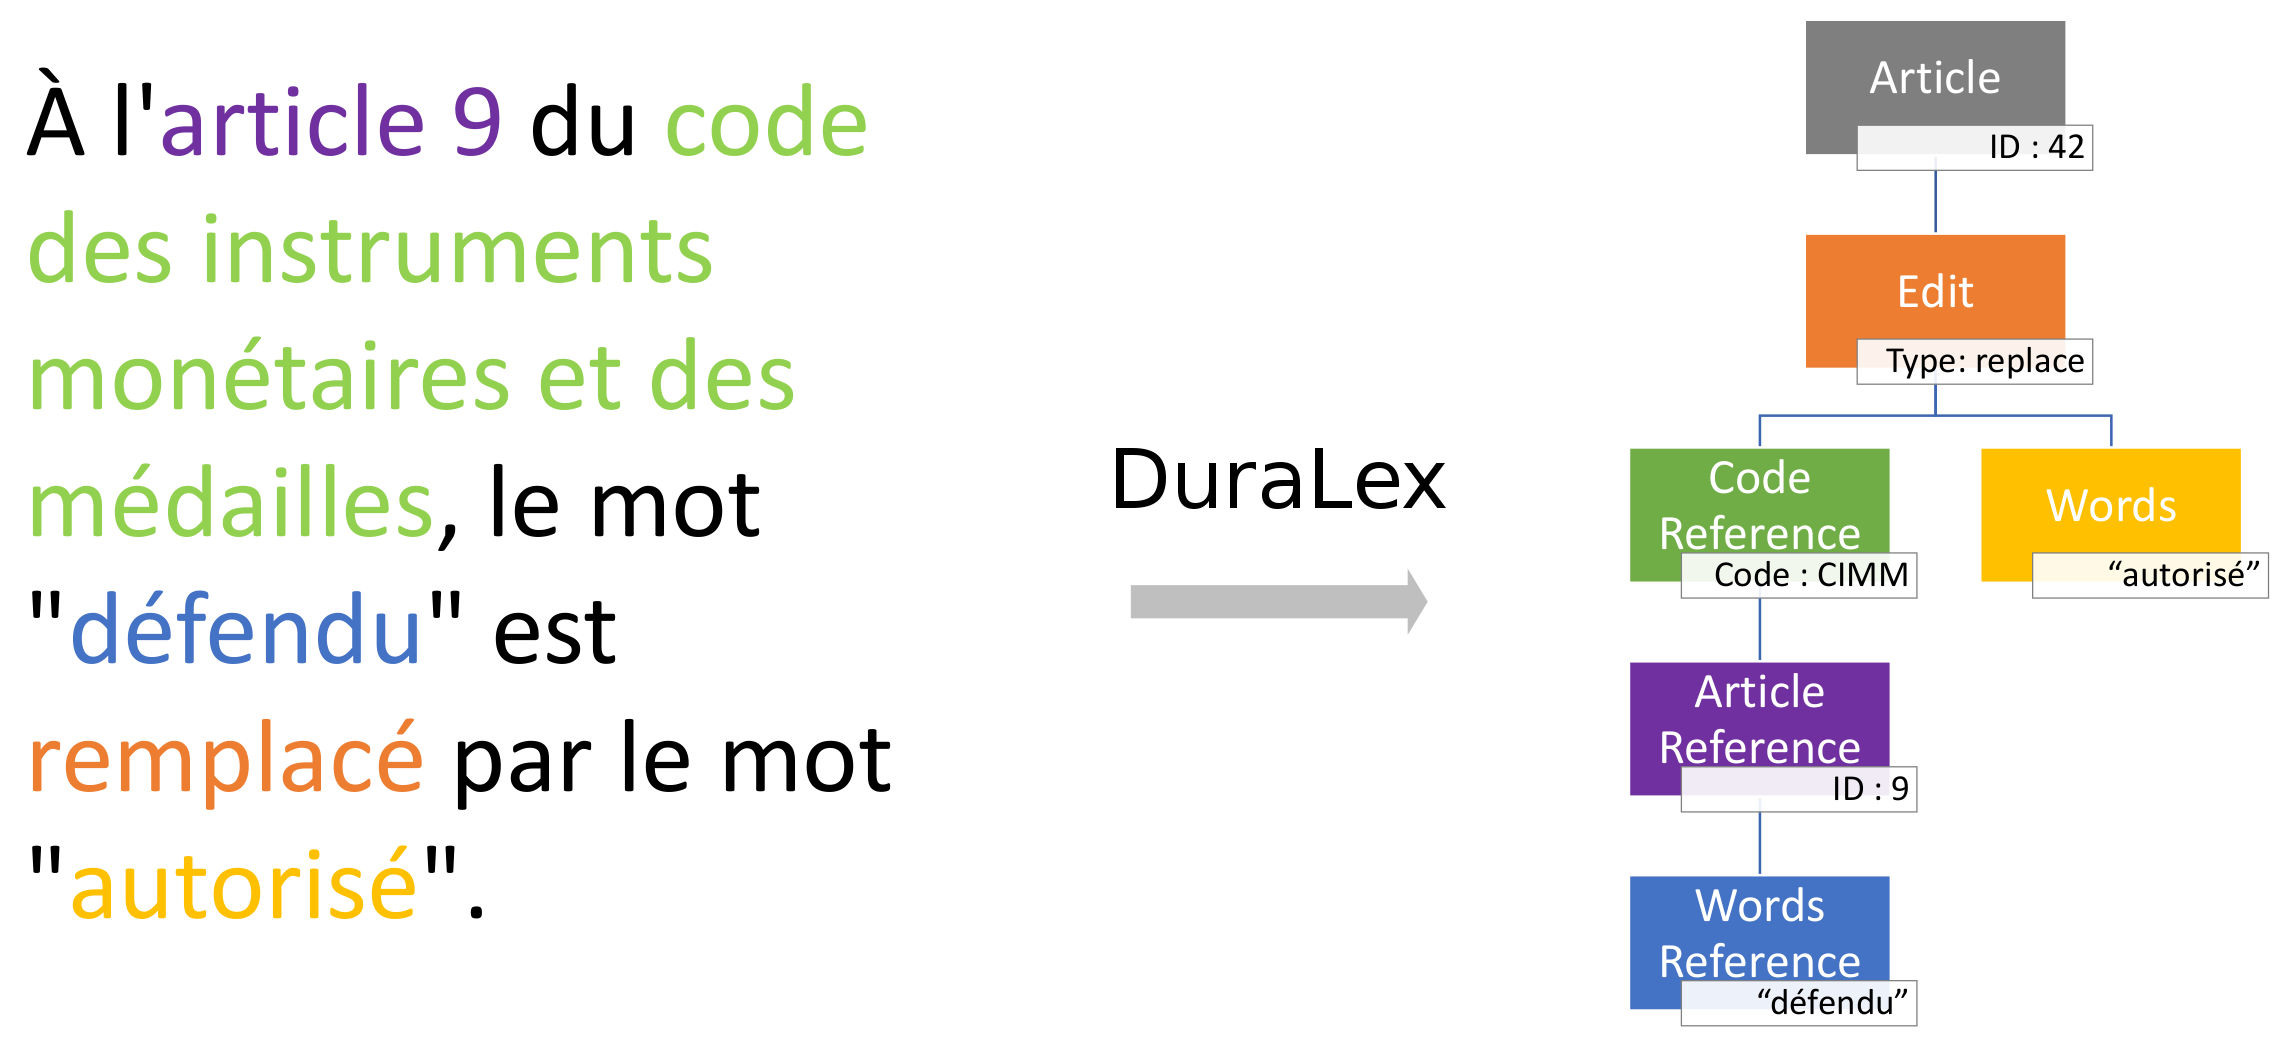 À l'article 9 du code
des instruments
monétaires et des
médailles, le mot
"défendu" est
remplacé par le mot
"autorisé".
DuraLex
Article
ID : 42
Edit
Type: replace
Code
Reference
Code : CIMM
Words
“autorisé”
Article
Reference
ID : 9
Words
Reference
“défendu”